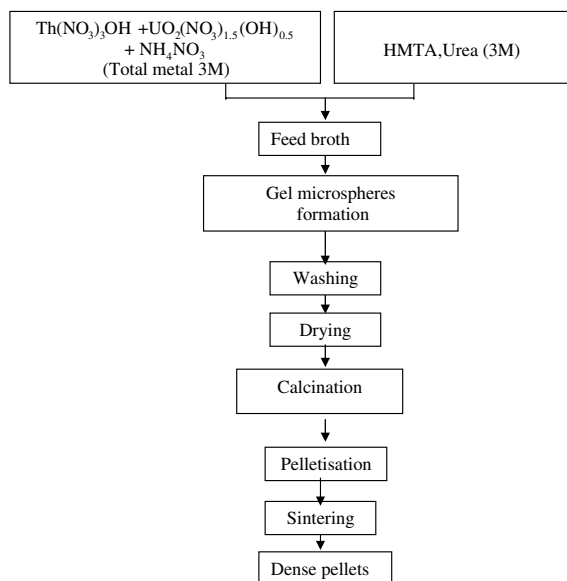 Th(NO₃)₃OH +UO₂(NO₃)₁.₅(OH)₀.₅
+ NH₄NO₃
(Total metal 3M)
HMTA,Urea (3M)
Feed broth
Gel microspheres
formation
Washing
Drying
Calcination
Pelletisation
Sintering
Dense pellets